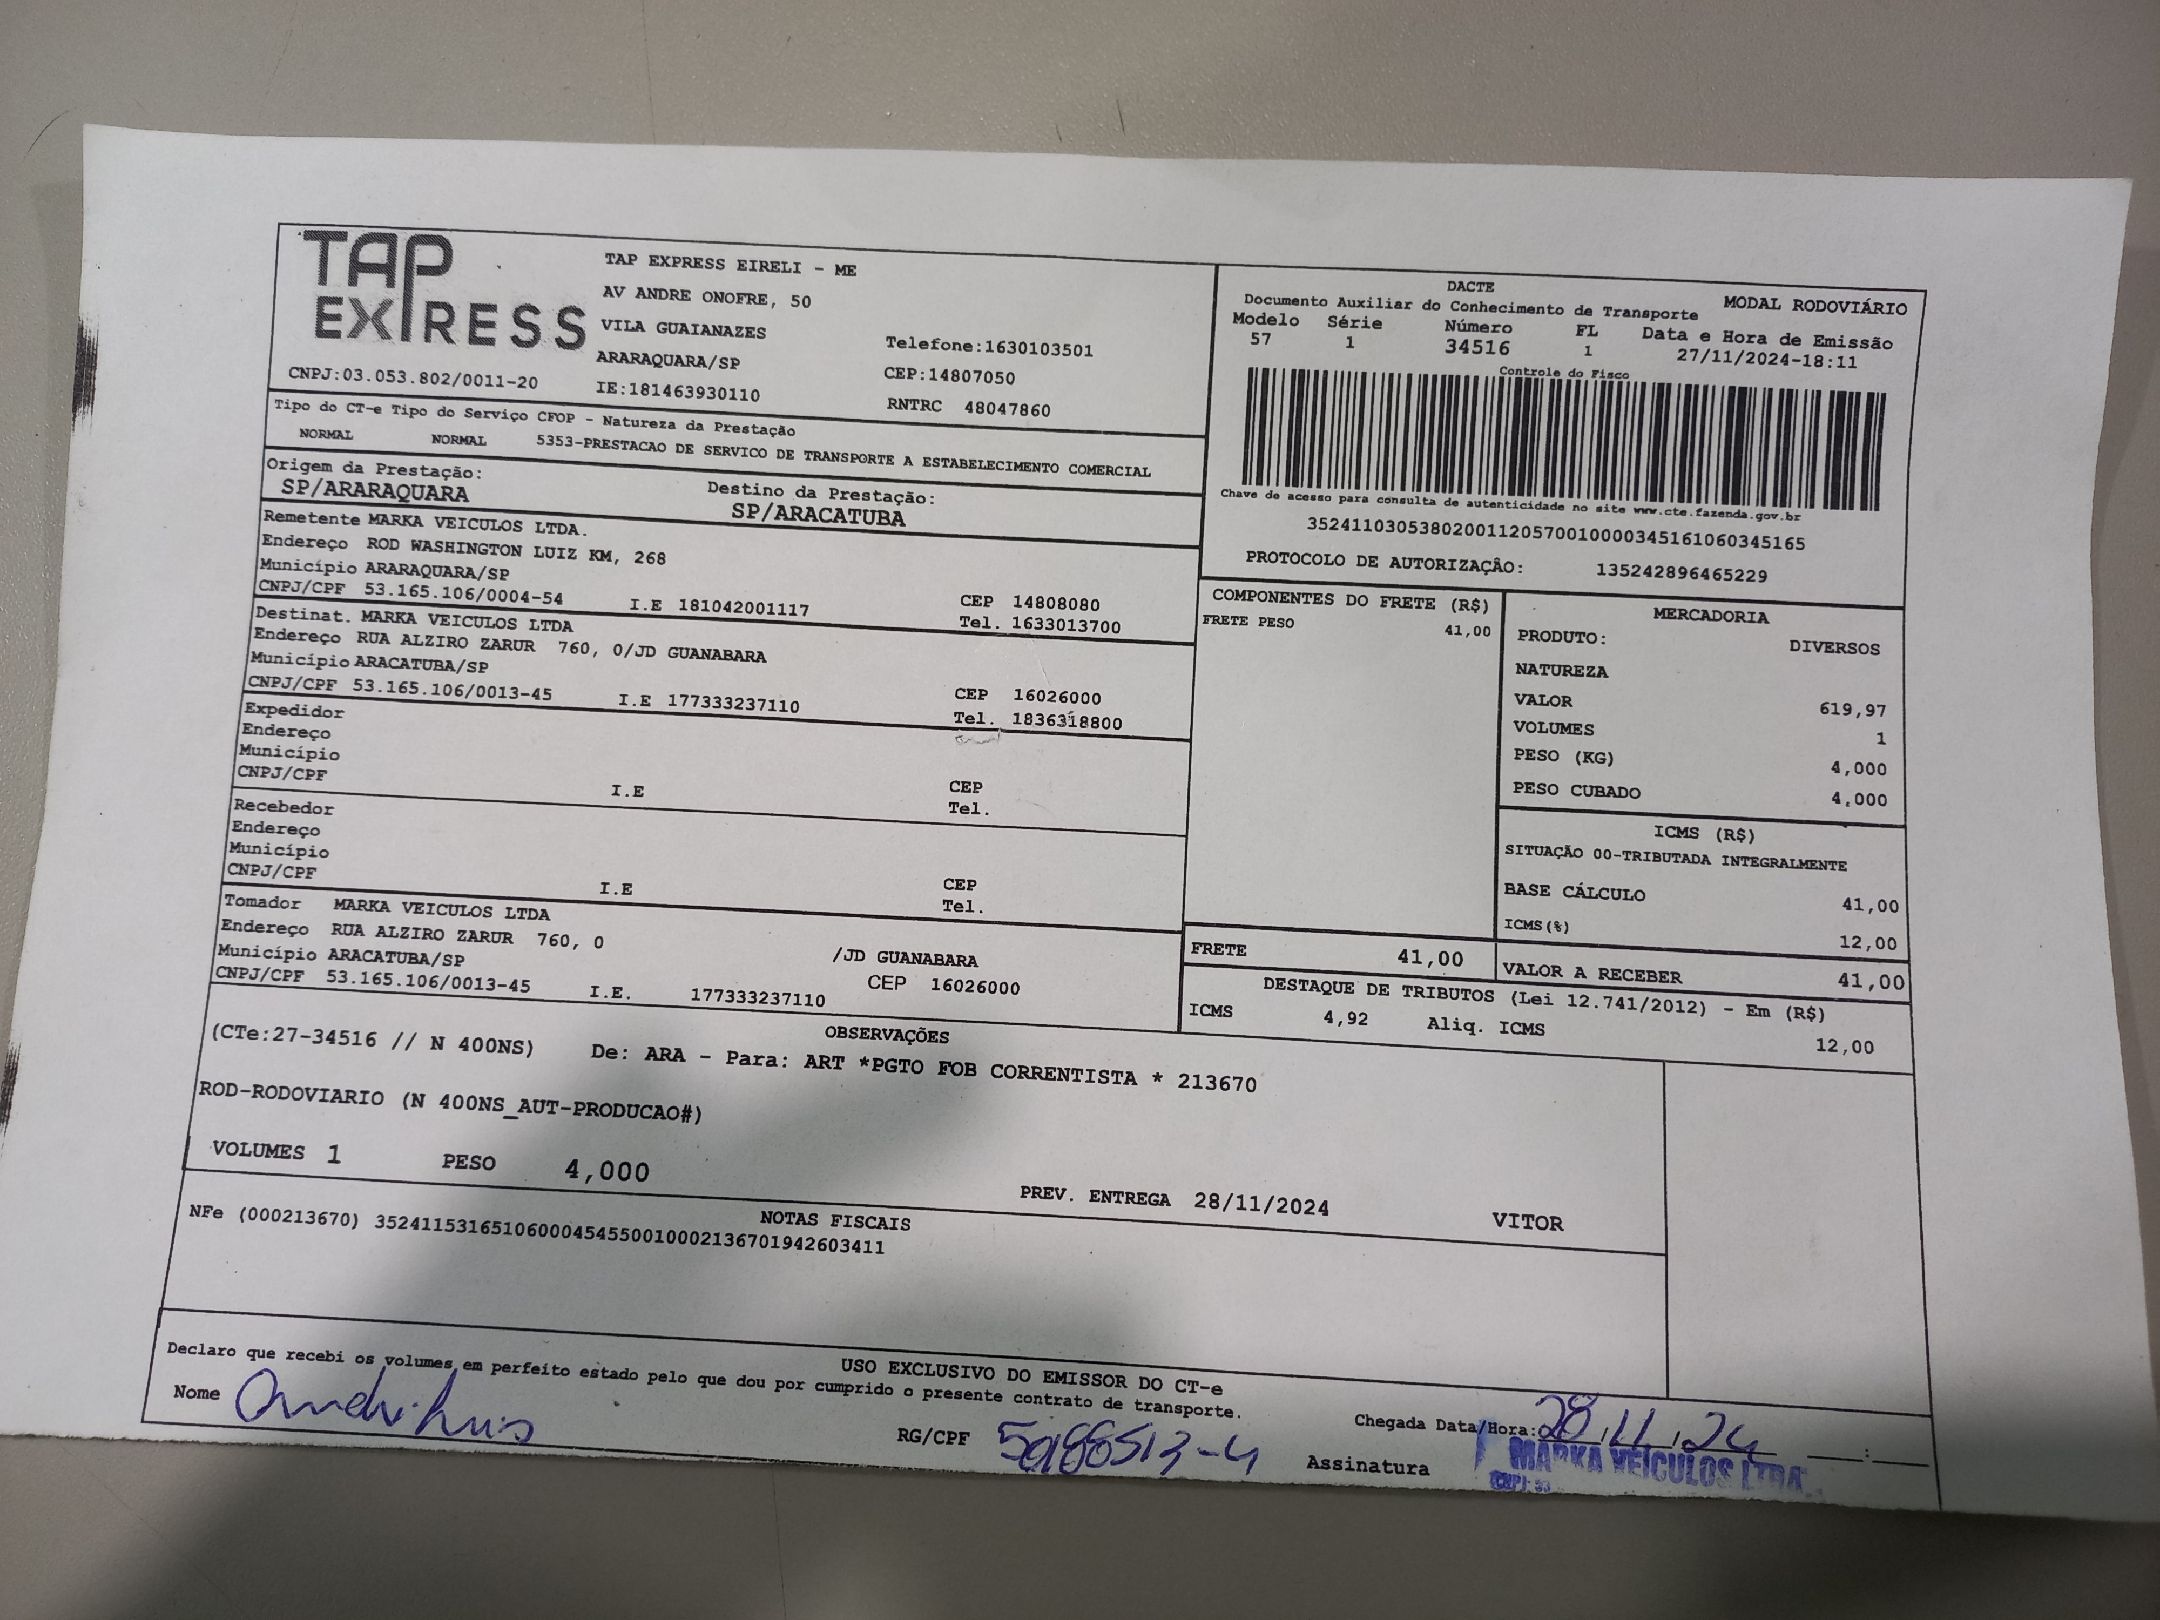 TAP
EXPRESS
TAP EXPRESS EIRELI - ME
AV ANDRE ONOFRE, 50
VILA GUAIANAZES
Telefone:1630103501
ARARAQUARA/SP
CEP:14807050
CNPJ:03.053.802/0011-20
IE:181463930110
RNTRC 48047860
DACTE
MODAL RODOVIÁRIO
Documento Auxiliar do Conhecimento de Transporte
Modelo Série Número FL Data e Hora de Emissão
57 1 34516 1 27/11/2024-18:11
Controle do Fisco
Chave de acesso para consulta de autenticidade no site www.cte.fazenda.gov.br
35241103053802001120570010000345161060345165
PROTOCOLO DE AUTORIZAÇÃO: 135242896465229
Tipo do CT-e Tipo do Serviço CFOP - Natureza da Prestação
NORMAL NORMAL 5353-PRESTACAO DE SERVICO DE TRANSPORTE A ESTABELECIMENTO COMERCIAL
Origem da Prestação: Destino da Prestação:
SP/ARARAQUARA SP/ARACATUBA
Remetente MARKA VEICULOS LTDA.
Endereço ROD WASHINGTON LUIZ KM, 268
Município ARARAQUARA/SP CEP 14808080
CNPJ/CPF 53.165.106/0004-54 I.E 181042001117 Tel. 1633013700
Destinat. MARKA VEICULOS LTDA
Endereço RUA ALZIRO ZARUR 760, 0/JD GUANABARA
Município ARACATUBA/SP CEP 16026000
CNPJ/CPF 53.165.106/0013-45 I.E 177333237110 Tel. 1836318800
Expedidor
Endereço
Município CEP
CNPJ/CPF I.E Tel.
Recebedor
Endereço
Município CEP
CNPJ/CPF I.E Tel.
Tomador MARKA VEICULOS LTDA
Endereço RUA ALZIRO ZARUR 760, 0 /JD GUANABARA
Município ARACATUBA/SP CEP 16026000
CNPJ/CPF 53.165.106/0013-45 I.E. 177333237110
COMPONENTES DO FRETE (R$)
FRETE PESO 41,00
MERCADORIA
PRODUTO: DIVERSOS
NATUREZA
VALOR 619,97
VOLUMES 1
PESO (KG) 4,000
PESO CUBADO 4,000
ICMS (R$)
SITUAÇÃO 00-TRIBUTADA INTEGRALMENTE
BASE CÁLCULO 41,00
ICMS(%) 12,00
FRETE 41,00 VALOR A RECEBER 41,00
DESTAQUE DE TRIBUTOS (Lei 12.741/2012) - Em (R$)
ICMS 4,92 Aliq. ICMS 12,00
OBSERVAÇÕES
(CTe:27-34516 // N 400NS) De: ARA - Para: ART *PGTO FOB CORRENTISTA * 213670
ROD-RODOVIARIO (N 400NS_AUT-PRODUCAO#)
VOLUMES 1 PESO 4,000 PREV. ENTREGA 28/11/2024 VITOR
NOTAS FISCAIS
NFe (000213670) 35241153165106000454550010002136701942603411
USO EXCLUSIVO DO EMISSOR DO CT-e
Declaro que recebi os volumes em perfeito estado pelo que dou por cumprido o presente contrato de transporte.
Nome RG/CPF Chegada Data/Hora: 28/11/24 __:__
Assinatura
MARKA VEÍCULOS LTDA.